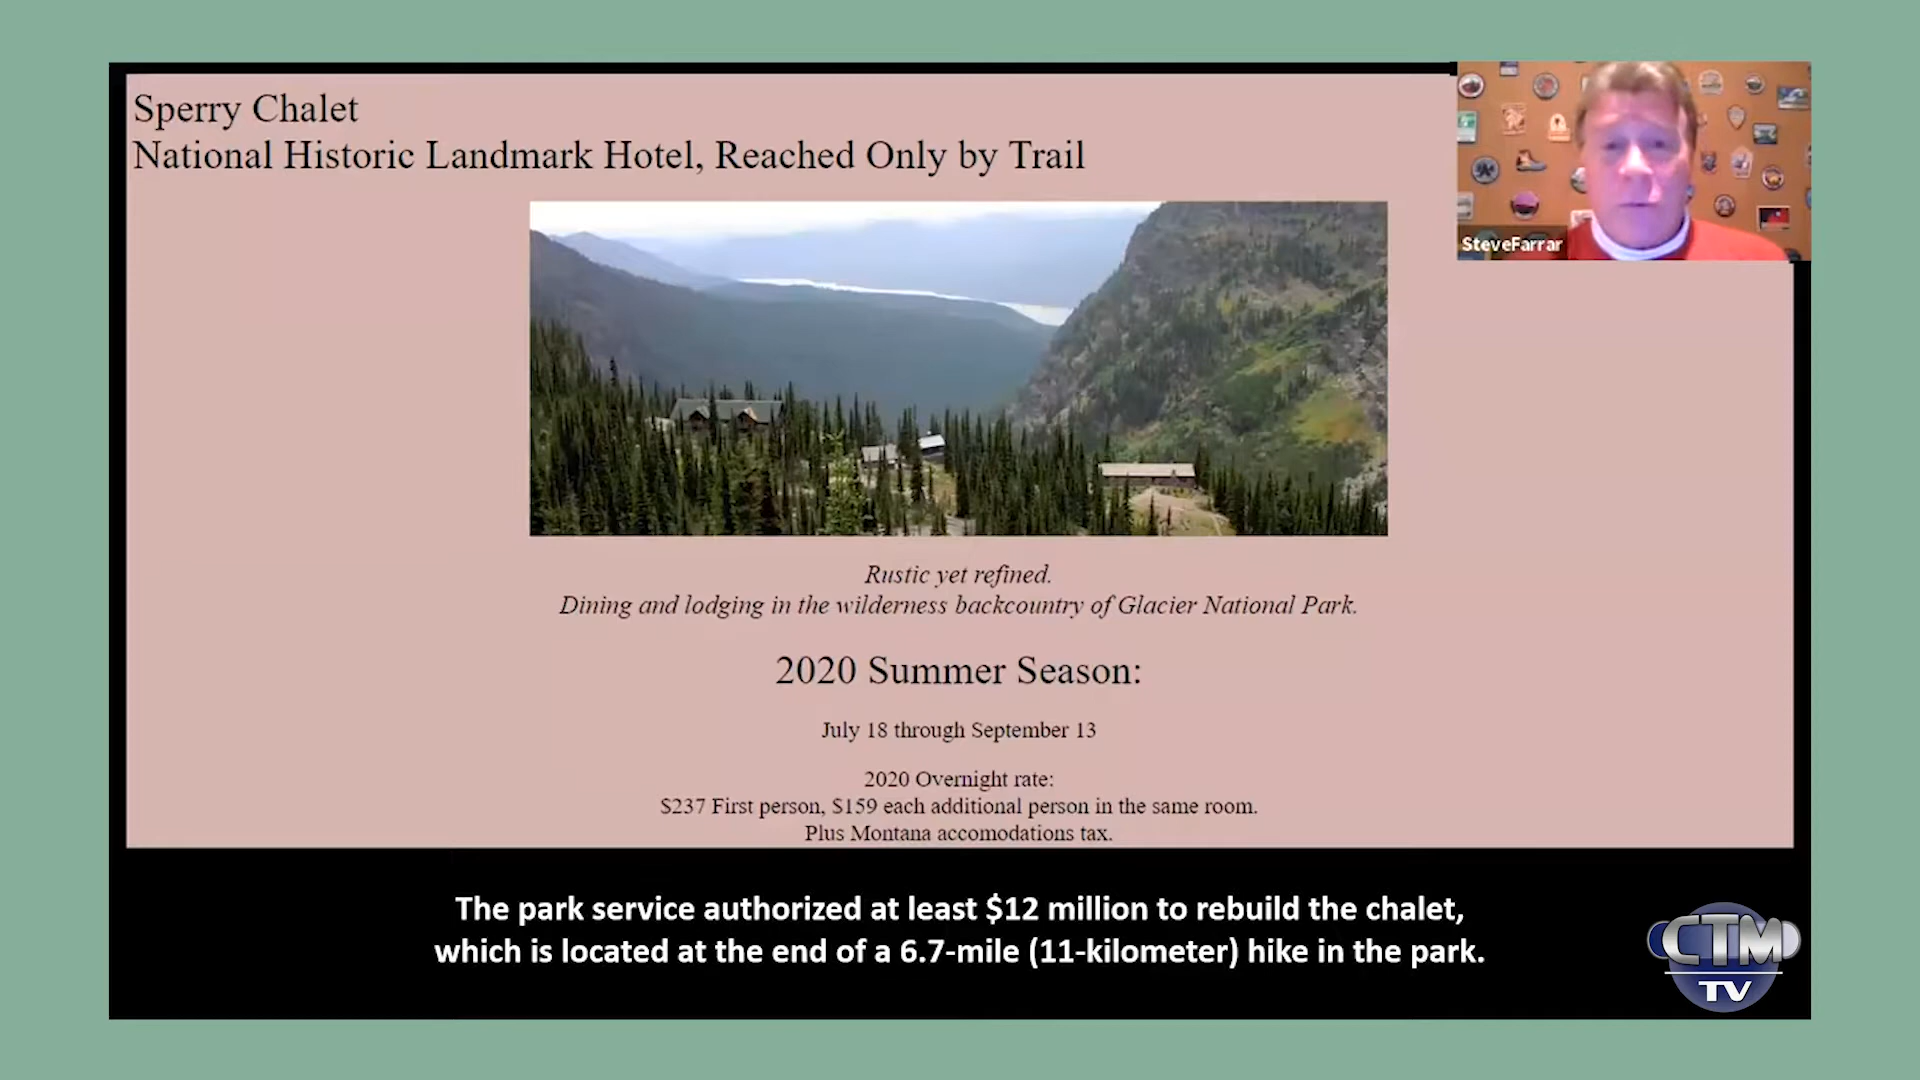 Sperry Chalet
National Historic Landmark Hotel, Reached Only by Trail
SteveFarrar
Rustic yet refined.
Dining and lodging in the wilderness backcountry of Glacier National Park.
2020 Summer Season:
July 18 through September 13
2020 Overnight rate:
$237 First person, $159 each additional person in the same room.
Plus Montana accomodations tax.
The park service authorized at least $12 million to rebuild the chalet,
which is located at the end of a 6.7-mile (11-kilometer) hike in the park.
CTM
TV